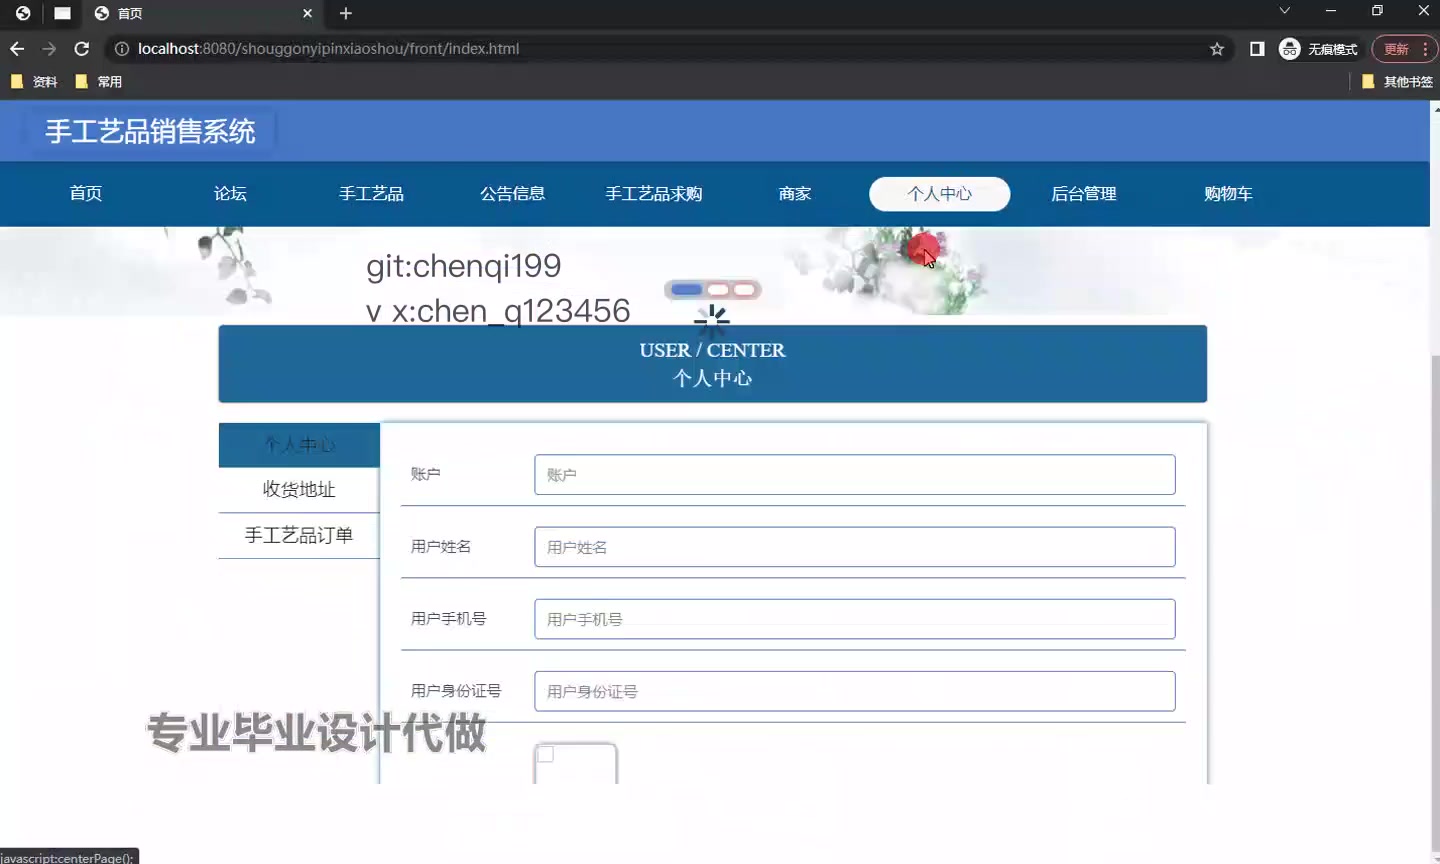 首页
localhost:8080/shouggonyipinxiaoshou/front/index.html
无痕模式
更新
资料
常用
其他书签
手工艺品销售系统
首页
论坛
手工艺品
公告信息
手工艺品求购
商家
个人中心
后台管理
购物车
git:chenqi199
v x:chen_q123456
USER / CENTER
个人中心
个人中心
收货地址
手工艺品订单
账户
账户
用户姓名
用户姓名
用户手机号
用户手机号
用户身份证号
用户身份证号
专业毕业设计代做
javascript:centerPage();